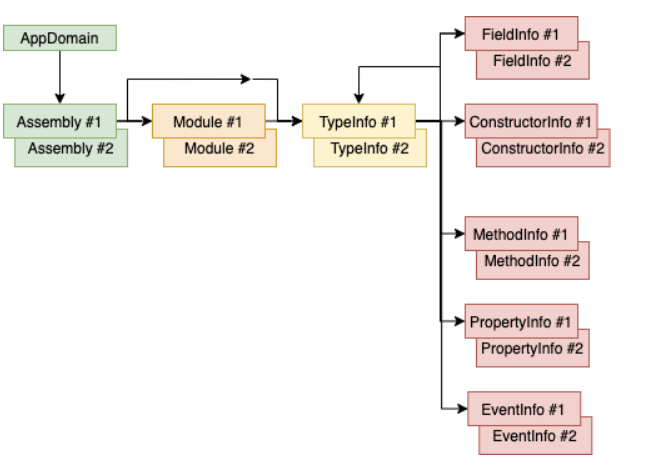 AppDomain
Assembly #1
Assembly #2
Module #1
Module #2
TypeInfo #1
TypeInfo #2
FieldInfo #1
FieldInfo #2
ConstructorInfo #1
ConstructorInfo #2
MethodInfo #1
MethodInfo #2
PropertyInfo #1
PropertyInfo #2
EventInfo #1
EventInfo #2